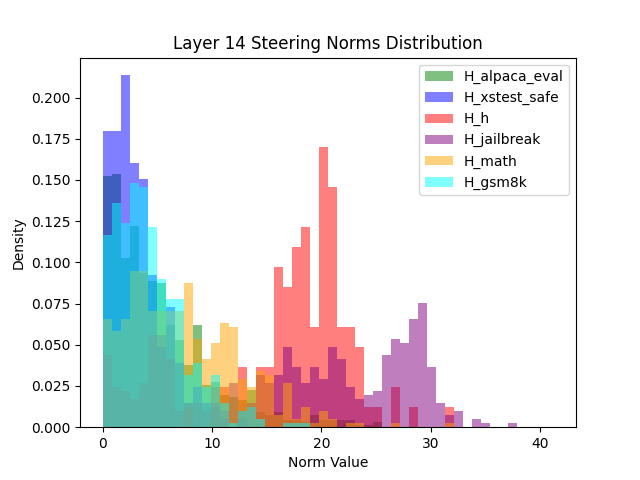 Layer 14 Steering Norms Distribution
H_alpaca_eval
H_xstest_safe
H_h
H_jailbreak
H_math
H_gsm8k
Density
0.200
0.175
0.150
0.125
0.100
0.075
0.050
0.025
0.000
0 10 20 30 40
Norm Value